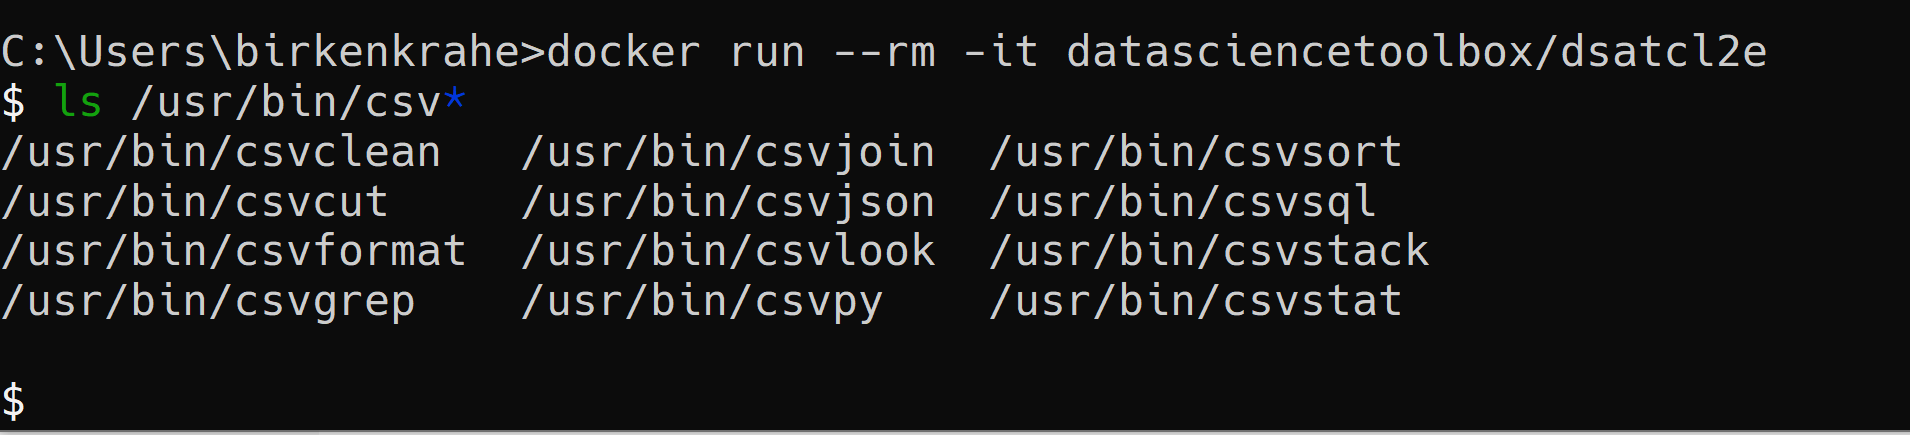 C:\Users\birkenkrahe>docker run --rm -it datasciencetoolbox/dsatcl2e
$ ls /usr/bin/csv*
/usr/bin/csvclean   /usr/bin/csvjoin  /usr/bin/csvsort
/usr/bin/csvcut     /usr/bin/csvjson  /usr/bin/csvsql
/usr/bin/csvformat  /usr/bin/csvlook  /usr/bin/csvstack
/usr/bin/csvgrep    /usr/bin/csvpy    /usr/bin/csvstat
$